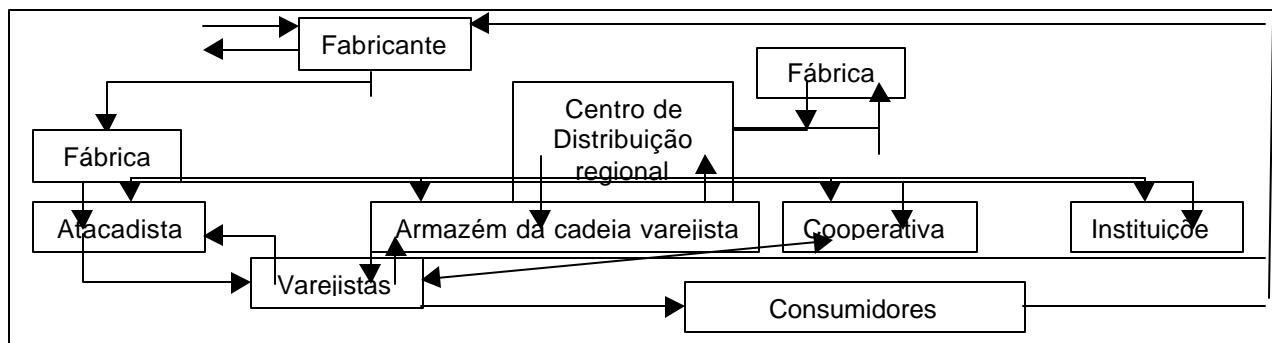 Fabricante
Fábrica
Centro de
Distribuição
regional
Fábrica
Atacadista
Armazém da cadeia varejista
Cooperativa
Instituiçõe
Varejistas
Consumidores